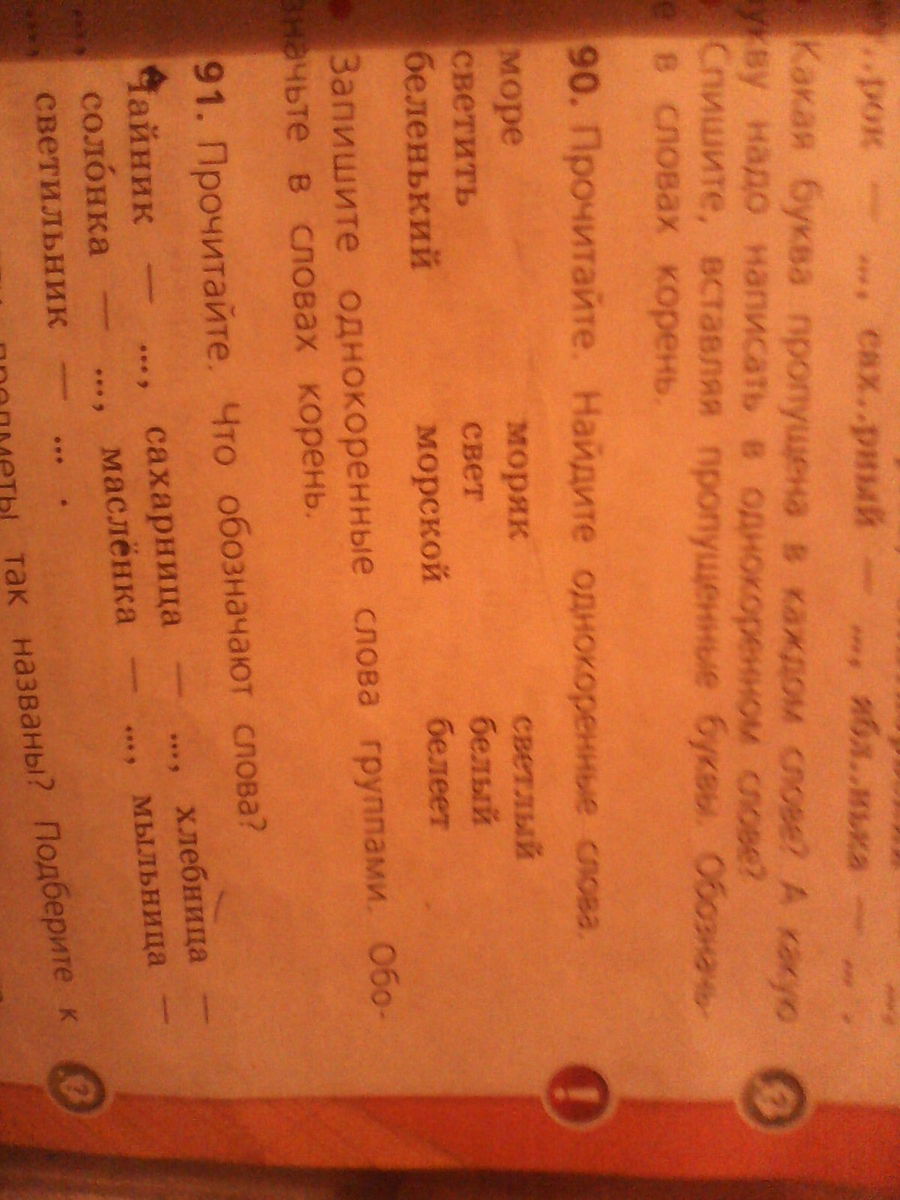 ..рок — ..., сах..рный — ..., ябл..нька — ... .
Какая буква пропущена в каждом слове? А какую
букву надо написать в однокоренном слове?
Спишите, вставляя пропущенные буквы. Обозначь-
е в словах корень.
90. Прочитайте. Найдите однокоренные слова.
море моряк светлый
светить свет белый
беленький морской белеет
Запишите однокоренные слова группами. Обо-
значьте в словах корень.
91. Прочитайте. Что обозначают слова?
Чайник — ..., сахарница — ..., хлебница —
..., солонка — ..., маслёнка — ..., мыльница —
..., светильник — ... .
предметы так названы? Подберите к